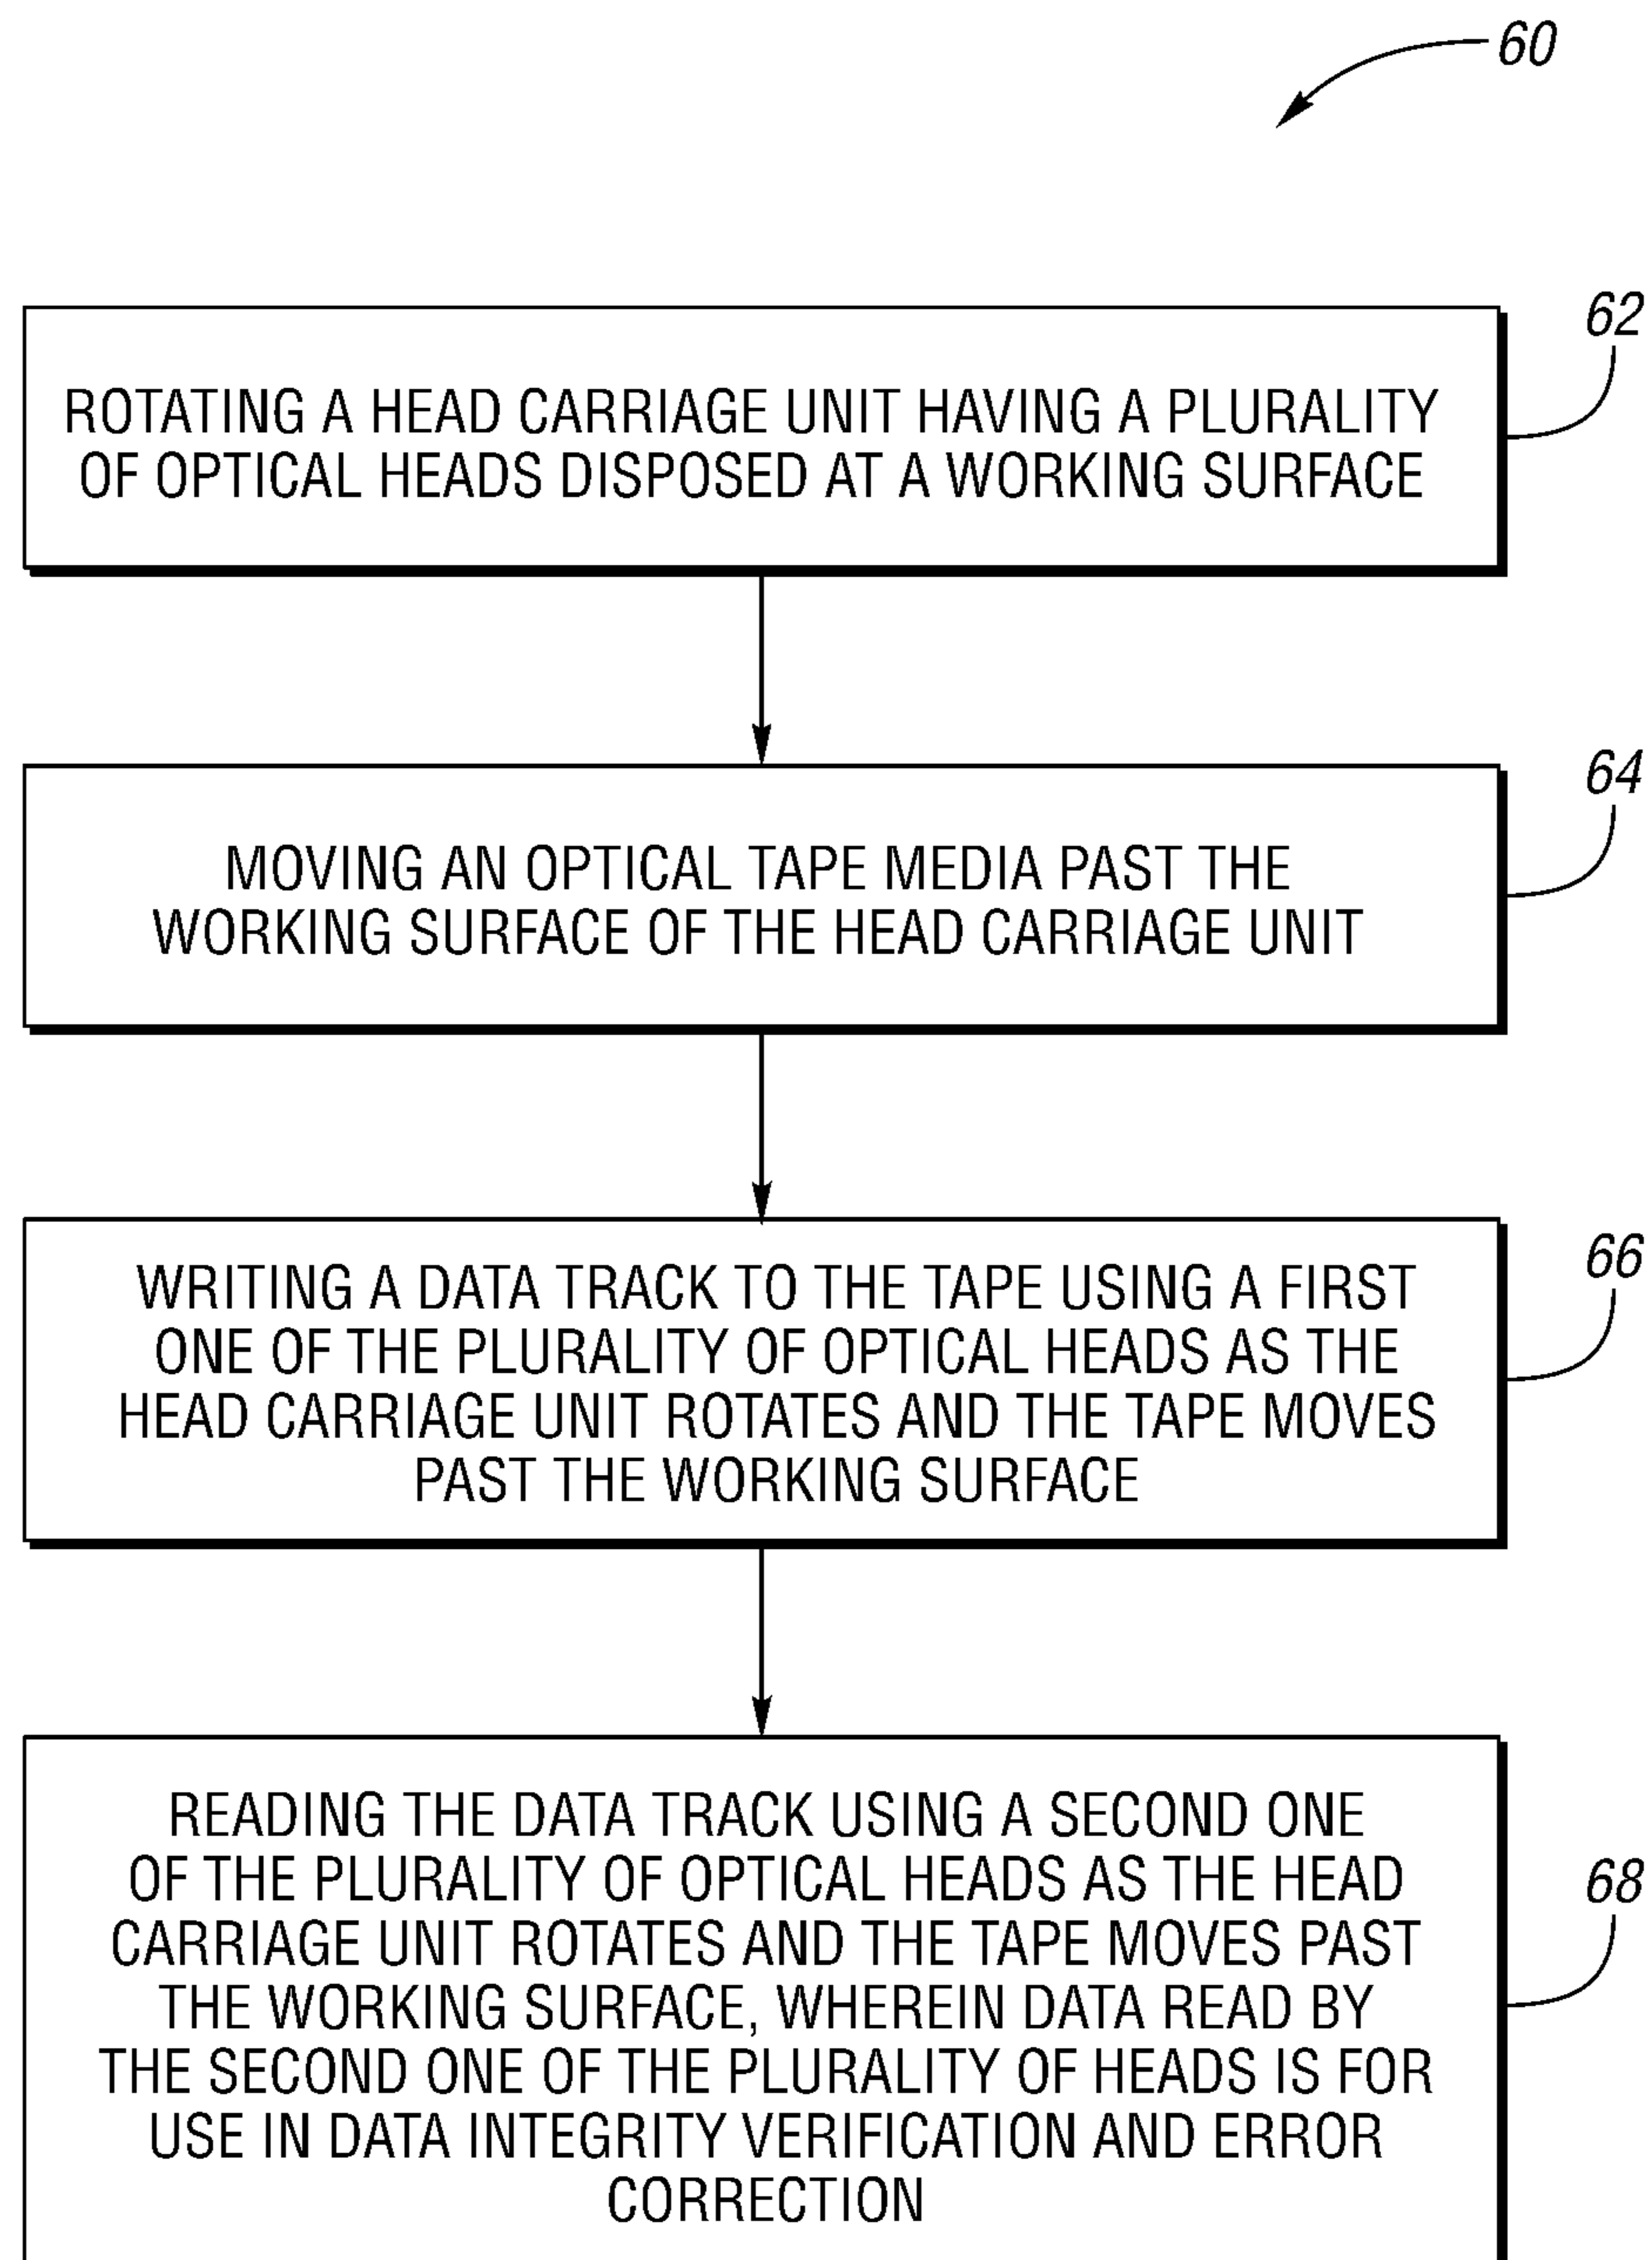 60
62
ROTATING A HEAD CARRIAGE UNIT HAVING A PLURALITY
OF OPTICAL HEADS DISPOSED AT A WORKING SURFACE
64
MOVING AN OPTICAL TAPE MEDIA PAST THE
WORKING SURFACE OF THE HEAD CARRIAGE UNIT
66
WRITING A DATA TRACK TO THE TAPE USING A FIRST
ONE OF THE PLURALITY OF OPTICAL HEADS AS THE
HEAD CARRIAGE UNIT ROTATES AND THE TAPE MOVES
PAST THE WORKING SURFACE
68
READING THE DATA TRACK USING A SECOND ONE
OF THE PLURALITY OF OPTICAL HEADS AS THE HEAD
CARRIAGE UNIT ROTATES AND THE TAPE MOVES PAST
THE WORKING SURFACE, WHEREIN DATA READ BY
THE SECOND ONE OF THE PLURALITY OF HEADS IS FOR
USE IN DATA INTEGRITY VERIFICATION AND ERROR
CORRECTION